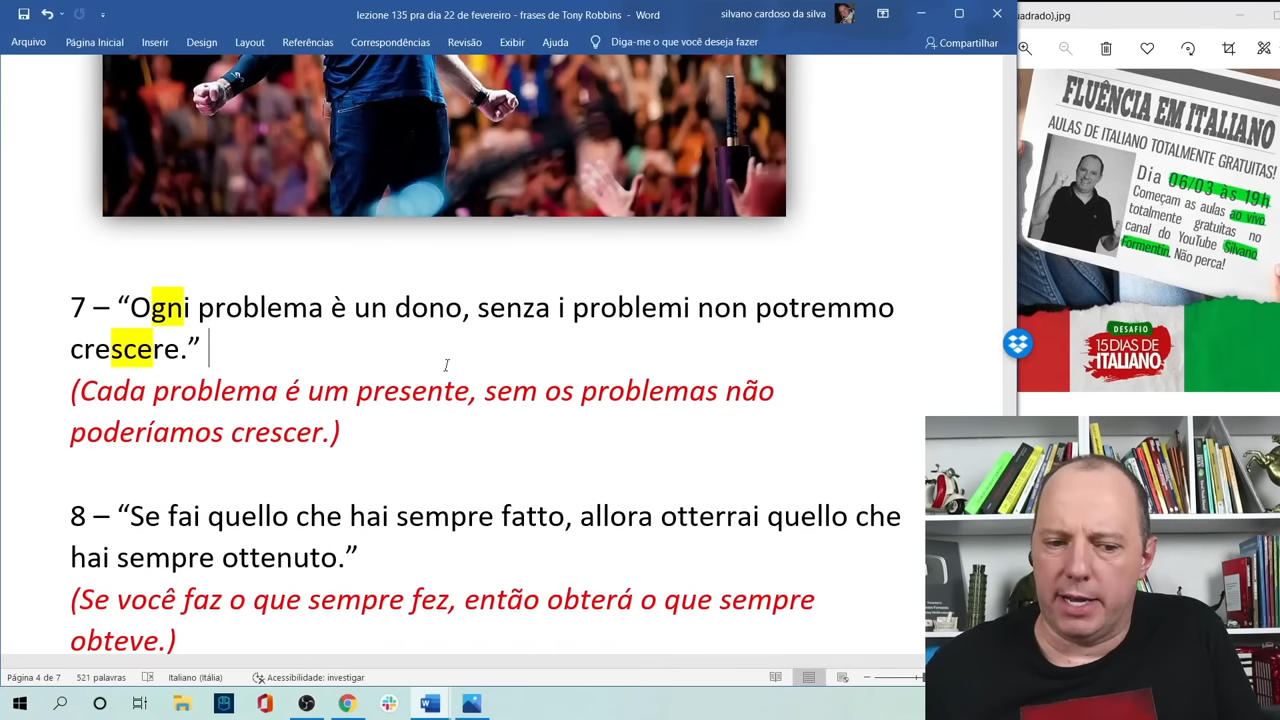 lezione 135 pra dia 22 de fevereiro - frases de Tony Robbins - Word
silvano cardoso da silva
uadrado).jpg
Arquivo Página Inicial Inserir Design Layout Referências Correspondências Revisão Exibir Ajuda Diga-me o que você deseja fazer Compartilhar
FLUÊNCIA EM ITALIANO
AULAS DE ITALIANO TOTALMENTE GRATUITAS!
Dia 06/03 às 19h
Começam as aulas ao vivo
totalmente gratuitas no
canal do YouTube Silvano
Formentin. Não perca!
DESAFIO
15 DIAS DE
ITALIANO
7 – “Ogni problema è un dono, senza i problemi non potremmo
crescere.”
(Cada problema é um presente, sem os problemas não
poderíamos crescer.)
8 – “Se fai quello che hai sempre fatto, allora otterrai quello che
hai sempre ottenuto.”
(Se você faz o que sempre fez, então obterá o que sempre
obteve.)
Página 4 de 7 521 palavras Italiano (Itália) Acessibilidade: investigar